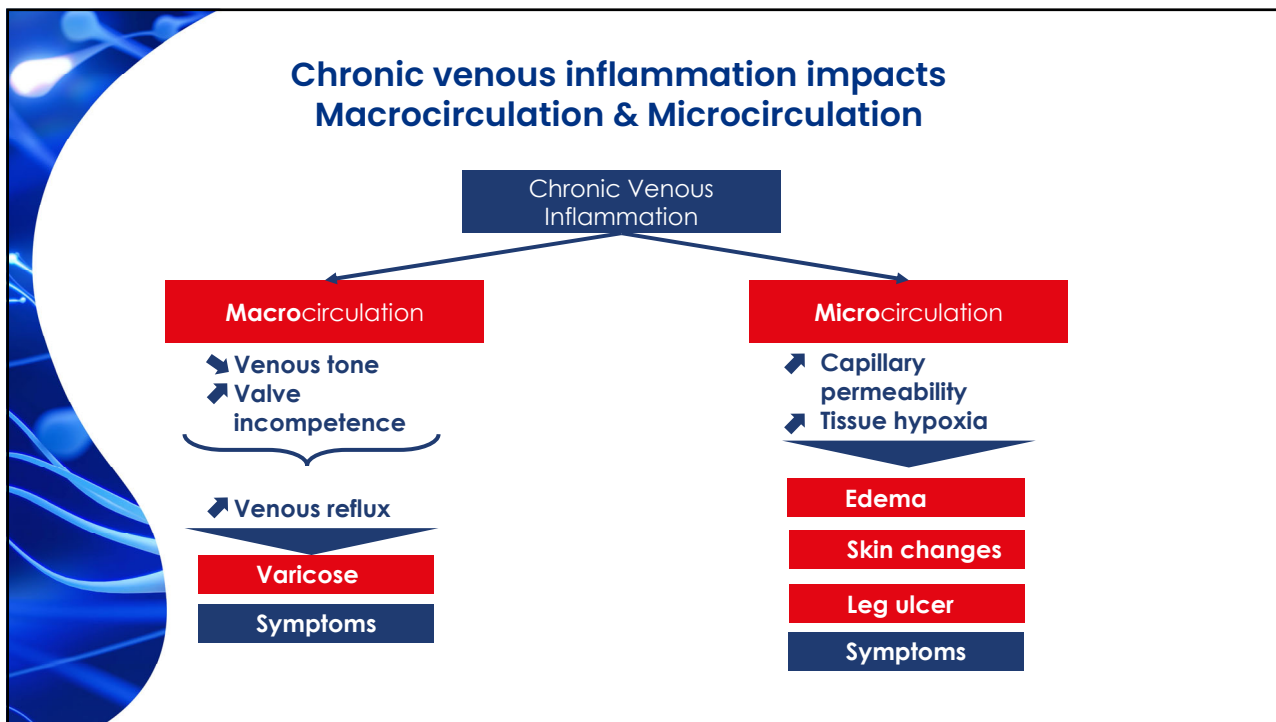 Chronic venous inflammation impacts
Macrocirculation & Microcirculation
Chronic Venous
Inflammation
Macrocirculation
Venous tone
Valve
incompetence
Venous reflux
Varicose
Symptoms
Microcirculation
Capillary
permeability
Tissue hypoxia
Edema
Skin changes
Leg ulcer
Symptoms